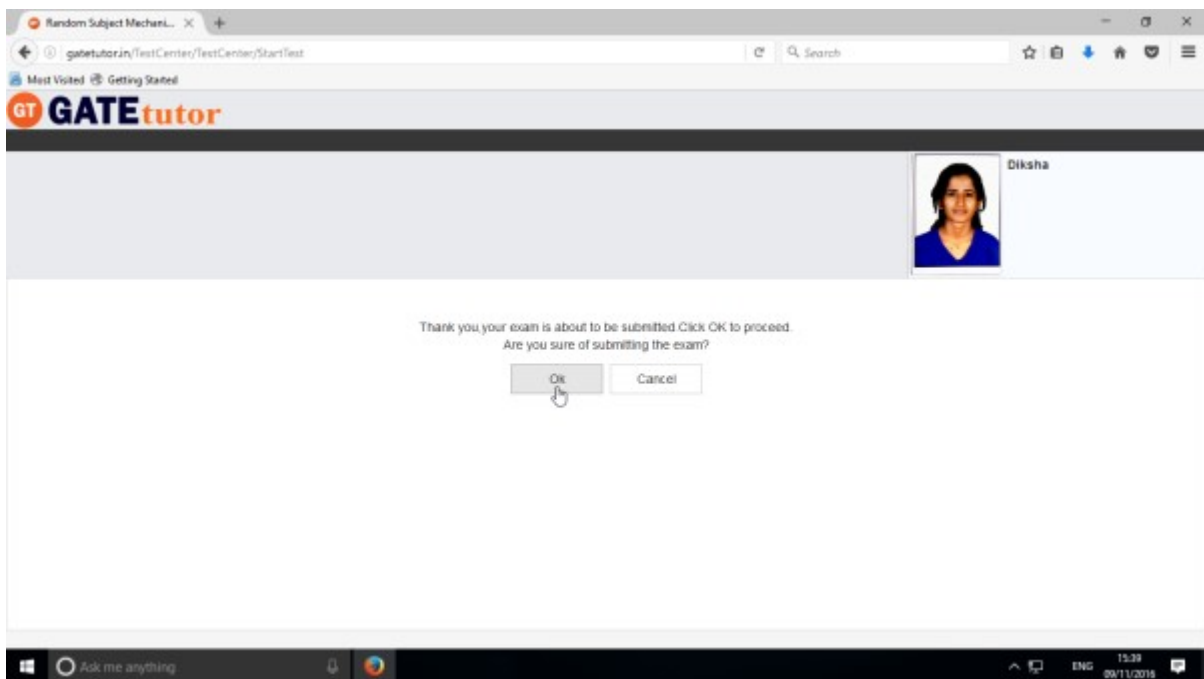 Random Subject Mechani...
gatetutor.in/TestCenter/TestCenter/StartTest
Search
Most Visited Getting Started
GT GATEtutor
Diksha
Thank you,your exam is about to be submitted.Click OK to proceed.
Are you sure of submitting the exam?
Ok Cancel
Ask me anything
ENG 15:39
09/11/2016